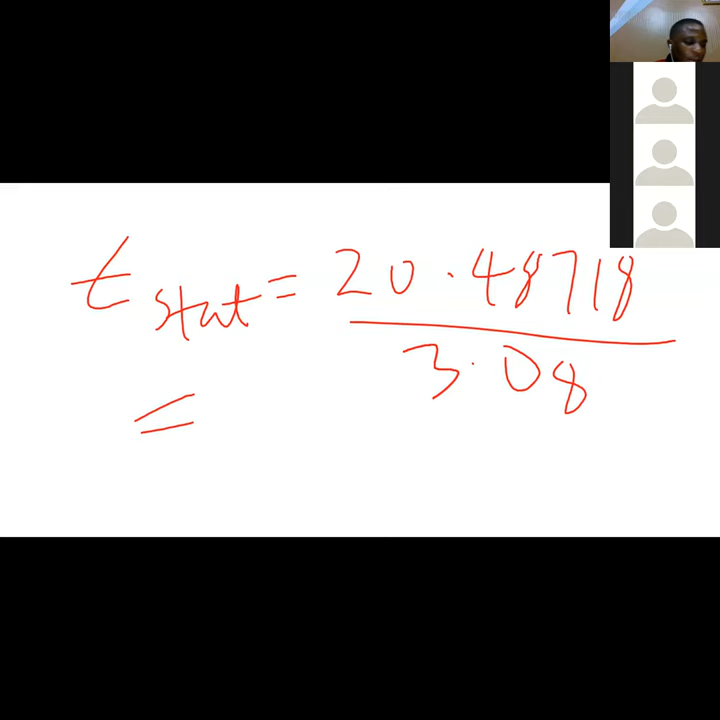 t stat = 20.48718
3.08
=